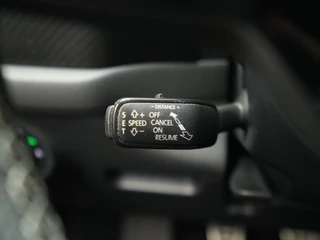 - DISTANCE +
S ⇧+ OFF
E SPEED CANCEL
T ⇩- ON
RESUME